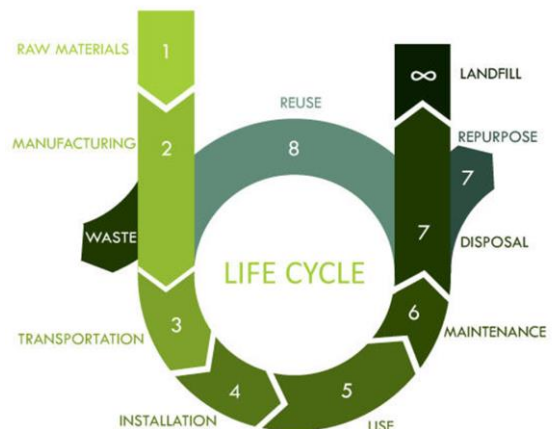 RAW MATERIALS
1
∞
LANDFILL
REUSE
MANUFACTURING
2
8
REPURPOSE
7
WASTE
7
DISPOSAL
LIFE CYCLE
TRANSPORTATION
3
6
MAINTENANCE
4
5
INSTALLATION
USE